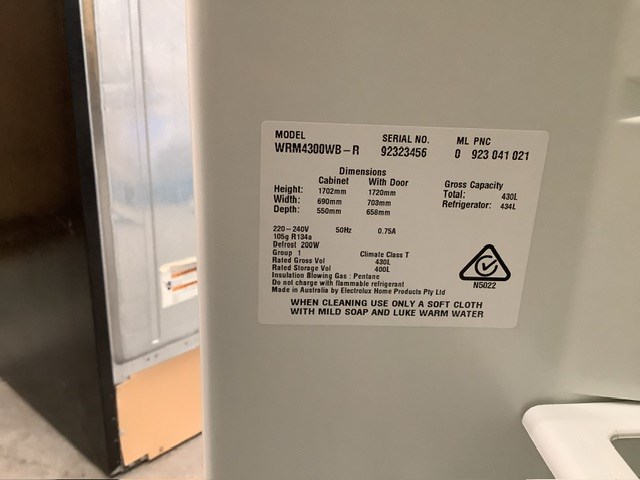 MODEL SERIAL NO. ML PNC
WRM4300WB-R 92323456 0 923 041 021
Dimensions
Cabinet With Door Gross Capacity
Height: 1702mm 1720mm Total: 430L
Width: 690mm 703mm Refrigerator: 434L
Depth: 550mm 658mm
220-240V 50Hz 0.75A
105g R134a
Defrost 200W
Group 1 Climate Class T
Rated Gross Vol 430L
Rated Storage Vol 400L
Insulation Blowing Gas : Pentane
Do not charge with flammable refrigerant
Made in Australia by Electrolux Home Products Pty Ltd
N5022
WHEN CLEANING USE ONLY A SOFT CLOTH
WITH MILD SOAP AND LUKE WARM WATER